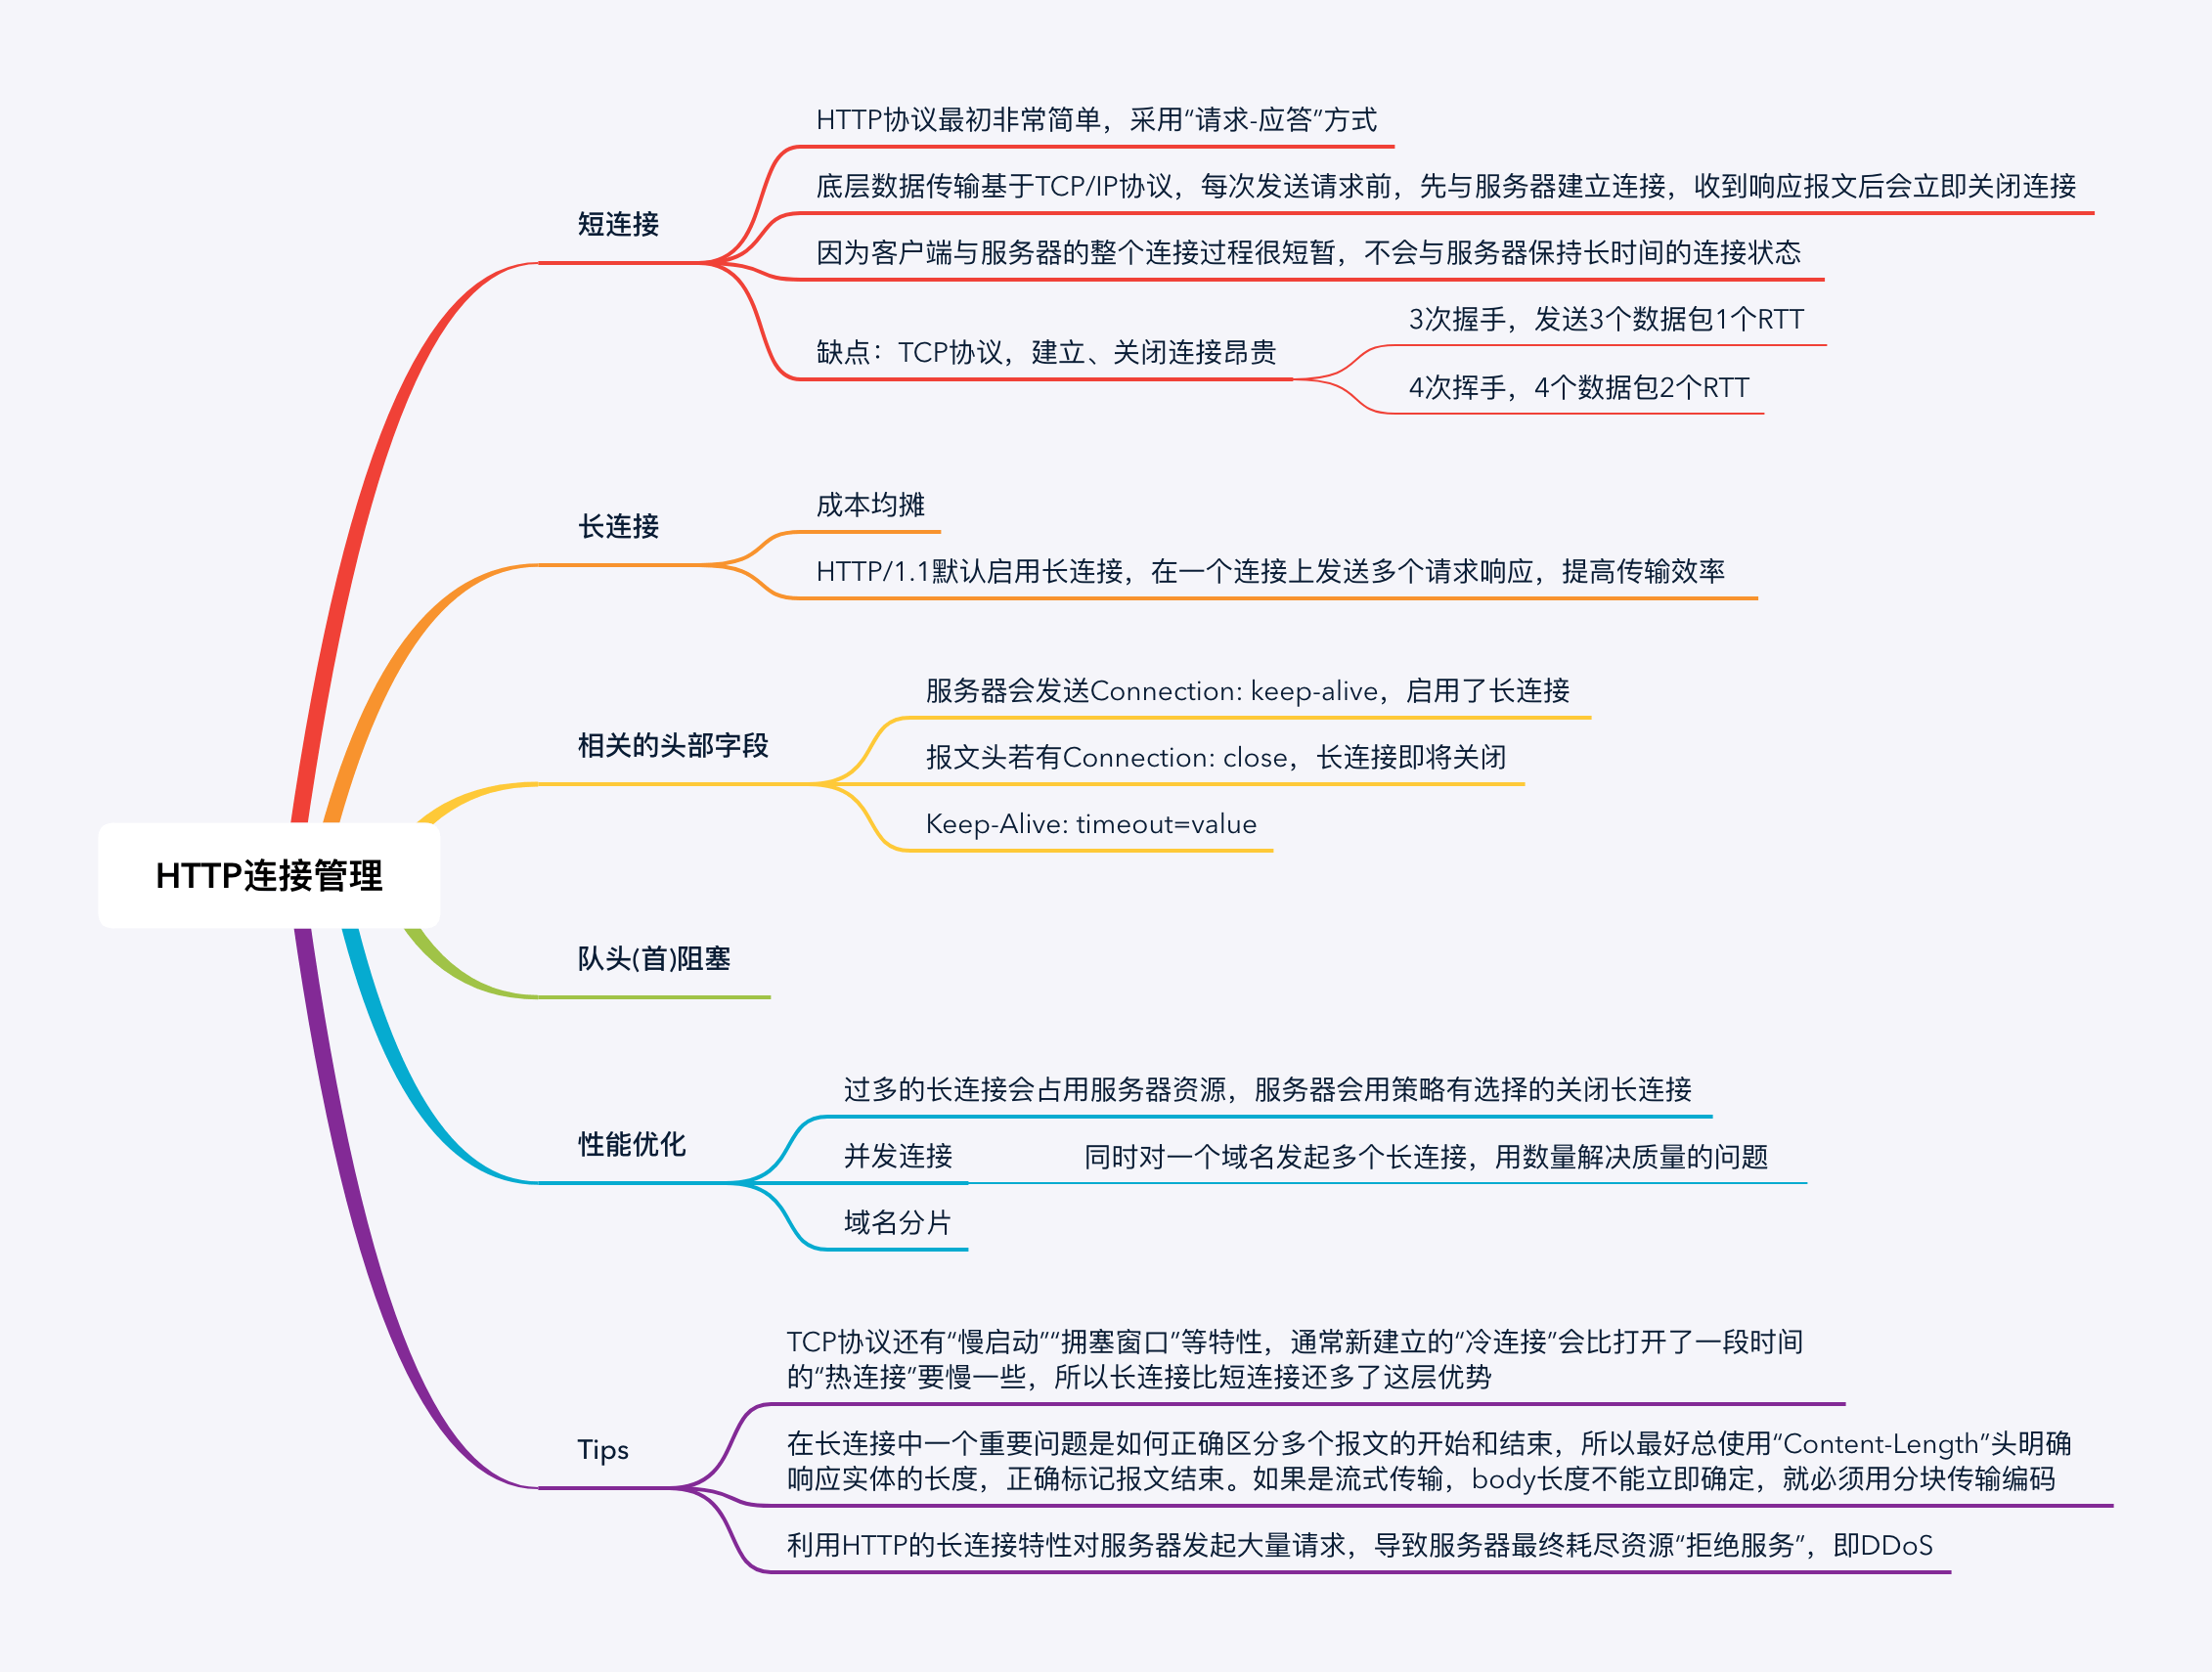 HTTP协议最初非常简单，采用“请求-应答”方式
底层数据传输基于TCP/IP协议，每次发送请求前，先与服务器建立连接，收到响应报文后会立即关闭连接
短连接
因为客户端与服务器的整个连接过程很短暂，不会与服务器保持长时间的连接状态
缺点：TCP协议，建立、关闭连接昂贵
3次握手，发送3个数据包1个RTT
4次挥手，4个数据包2个RTT
长连接
成本均摊
HTTP/1.1默认启用长连接，在一个连接上发送多个请求响应，提高传输效率
相关的头部字段
服务器会发送Connection: keep-alive，启用了长连接
报文头若有Connection: close，长连接即将关闭
Keep-Alive: timeout=value
HTTP连接管理
队头(首)阻塞
性能优化
过多的长连接会占用服务器资源，服务器会用策略有选择的关闭长连接
并发连接
同时对一个域名发起多个长连接，用数量解决质量的问题
域名分片
Tips
TCP协议还有“慢启动”“拥塞窗口”等特性，通常新建立的“冷连接”会比打开了一段时间
的“热连接”要慢一些，所以长连接比短连接还多了这层优势
在长连接中一个重要问题是如何正确区分多个报文的开始和结束，所以最好总使用“Content-Length”头明确
响应实体的长度，正确标记报文结束。如果是流式传输，body长度不能立即确定，就必须用分块传输编码
利用HTTP的长连接特性对服务器发起大量请求，导致服务器最终耗尽资源“拒绝服务”，即DDoS